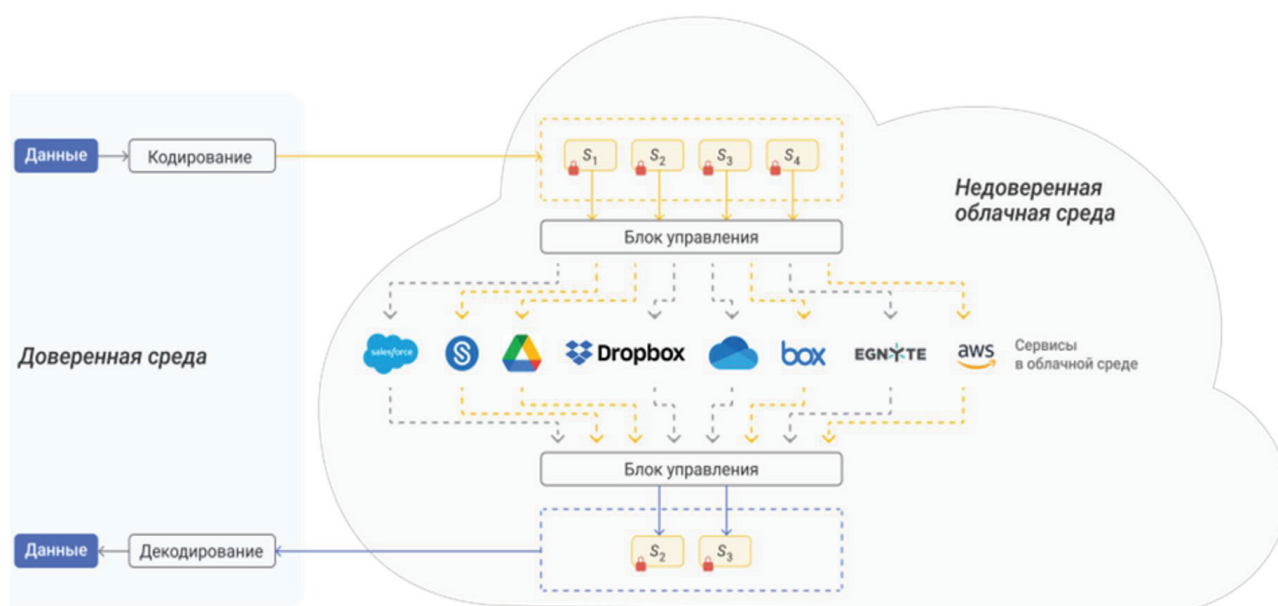 Данные
Кодирование
S1
S2
S3
S4
Недоверенная
облачная среда
Блок управления
Доверенная среда
salesforce
S
Dropbox
box
EGNYTE
aws
Сервисы
в облачной среде
Блок управления
Данные
Декодирование
S2
S3